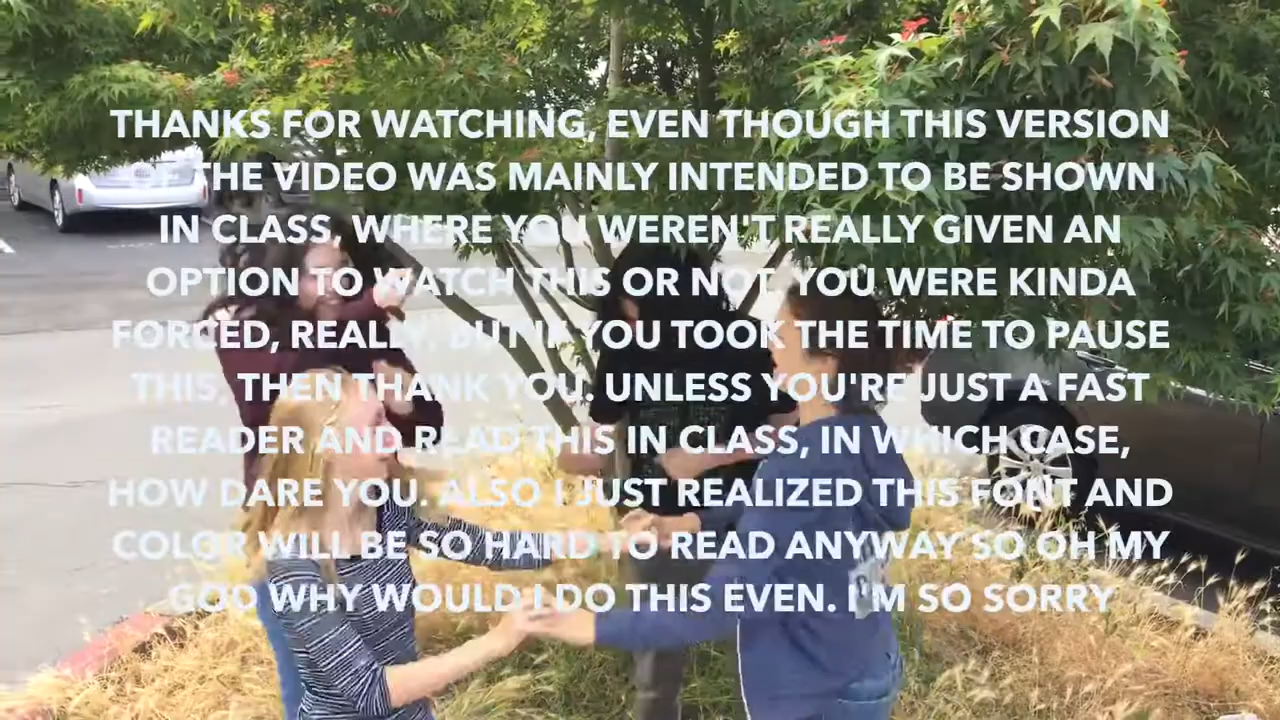 THANKS FOR WATCHING, EVEN THOUGH THIS VERSION
OF THE VIDEO WAS MAINLY INTENDED TO BE SHOWN
IN CLASS, WHERE YOU WEREN'T REALLY GIVEN AN
OPTION TO WATCH THIS OR NOT. YOU WERE KINDA
FORCED, REALLY. BUT IF YOU TOOK THE TIME TO PAUSE
THIS, THEN THANK YOU. UNLESS YOU'RE JUST A FAST
READER AND READ THIS IN CLASS, IN WHICH CASE,
HOW DARE YOU. ALSO I JUST REALIZED THIS FONT AND
COLOR WILL BE SO HARD TO READ ANYWAY SO OH MY
GOD WHY WOULD I DO THIS EVEN. I'M SO SORRY